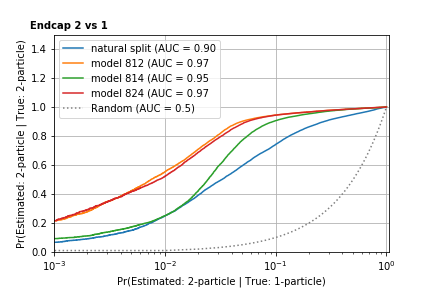 Endcap 2 vs 1
Pr(Estimated: 2-particle | True: 2-particle)
1.4
1.2
1.0
0.8
0.6
0.4
0.2
0.0
natural split (AUC = 0.90
model 812 (AUC = 0.97
model 814 (AUC = 0.95
model 824 (AUC = 0.97
Random (AUC = 0.5)
10⁻³
10⁻²
10⁻¹
10⁰
Pr(Estimated: 2-particle | True: 1-particle)